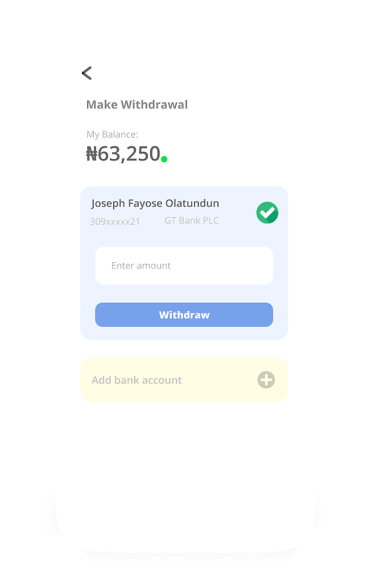 Make Withdrawal
My Balance:
₦63,250
Joseph Fayose Olatundun
309xxxxx21 GT Bank PLC
Enter amount
Withdraw
Add bank account